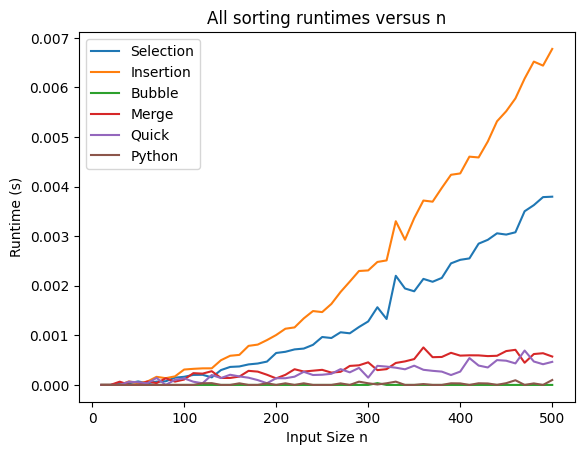 All sorting runtimes versus n
Runtime (s)
0.007
0.006
0.005
0.004
0.003
0.002
0.001
0.000
Selection
Insertion
Bubble
Merge
Quick
Python
0 100 200 300 400 500
Input Size n